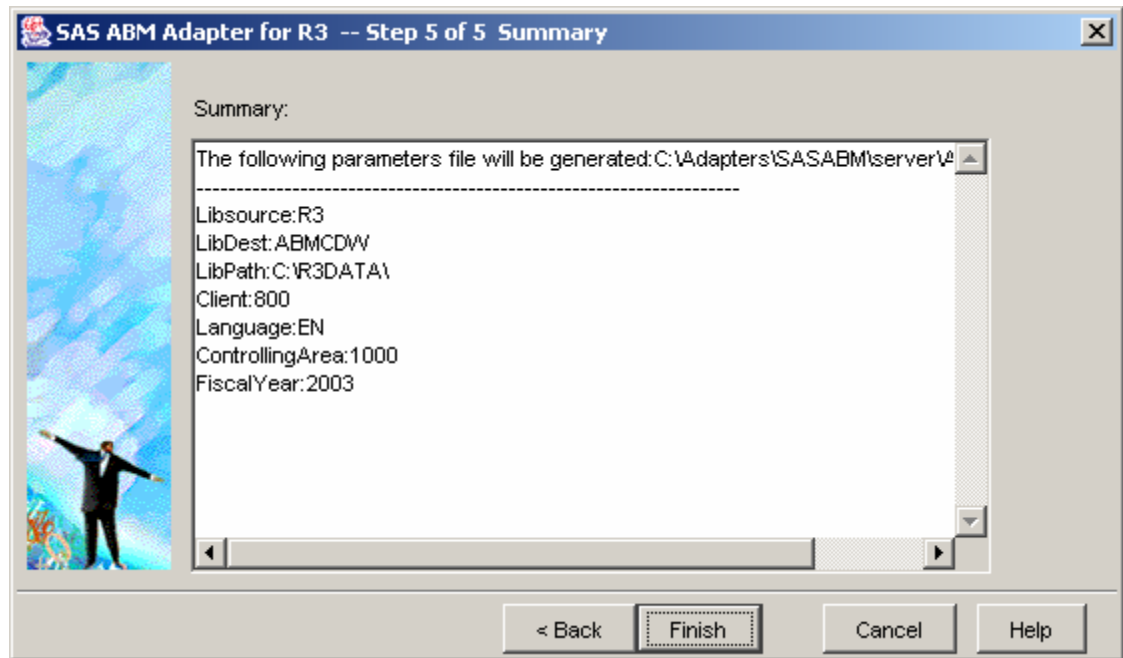 SAS ABM Adapter for R3 -- Step 5 of 5 Summary
Summary:
The following parameters file will be generated:C:\Adapters\SASABM\server\A
--------------------------------------------------------------------
Libsource:R3
LibDest:ABMCDW
LibPath:C:\R3DATA\
Client:800
Language:EN
ControllingArea:1000
FiscalYear:2003
< Back Finish Cancel Help